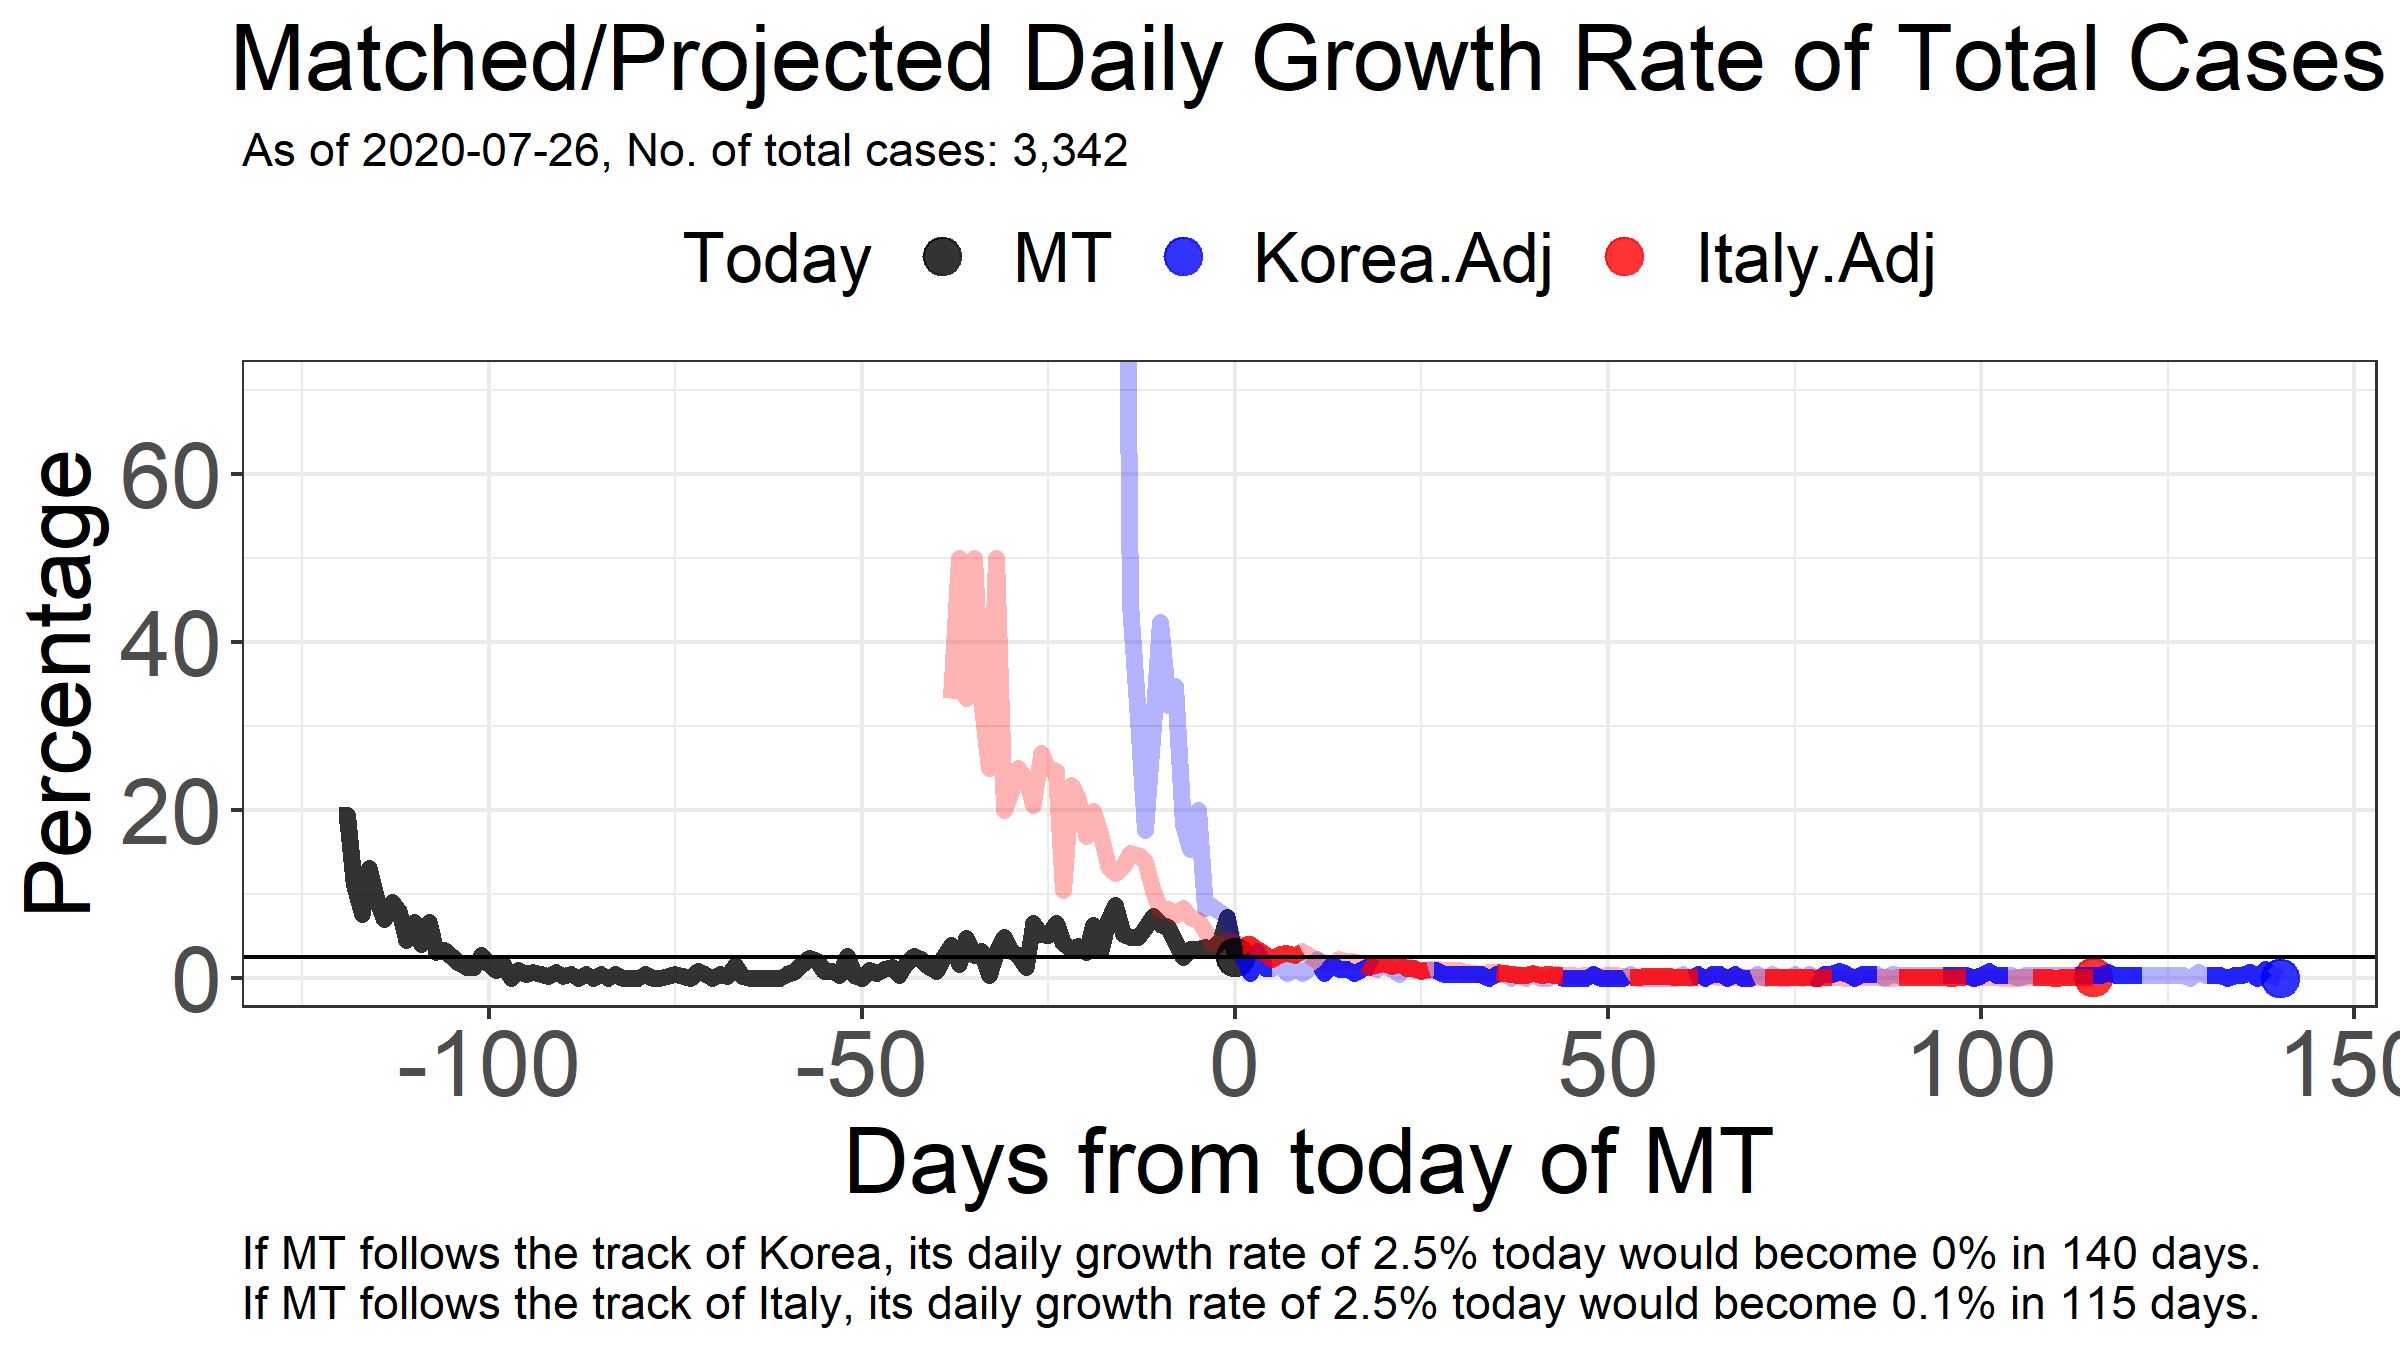 Matched/Projected Daily Growth Rate of Total Cases
As of 2020-07-26, No. of total cases: 3,342
Today MT Korea.Adj Italy.Adj
Percentage
60
40
20
0
-100 -50 0 50 100 150
Days from today of MT
If MT follows the track of Korea, its daily growth rate of 2.5% today would become 0% in 140 days.
If MT follows the track of Italy, its daily growth rate of 2.5% today would become 0.1% in 115 days.